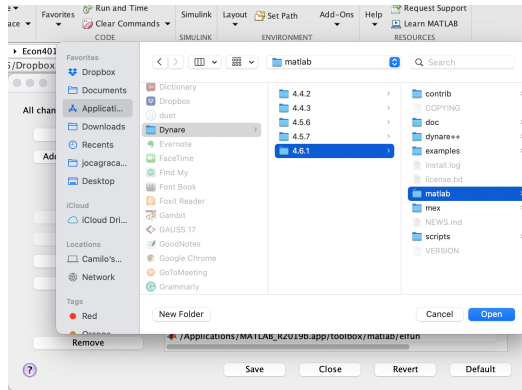 Favorites
Run and Time
Clear Commands
CODE
Simulink
SIMULINK
Layout
Set Path
ENVIRONMENT
Add-Ons
Help
Request Support
Learn MATLAB
RESOURCES
Econ401
/Dropbox
All chan
Favorites
Dropbox
Documents
Applicati...
Downloads
Recents
jocagraca...
Desktop
iCloud
iCloud Dri...
Locations
Camilo's...
Network
Tags
Red
matlab
Search
Dictionary
Dropbox
duet
Dynare
Evernote
FaceTime
Find My
Font Book
Foxit Reader
Gambit
GAUSS 17
GoodNotes
Google Chrome
GoToMeeting
Grammarly
4.4.2
4.4.3
4.5.6
4.5.7
4.6.1
contrib
COPYING
doc
dynare++
examples
install.log
license.txt
matlab
mex
NEWS.md
scripts
VERSION
New Folder
Cancel
Open
/Applications/MATLAB_R2019b.app/toolbox/matlab/elfun
Remove
?
Save
Close
Revert
Default